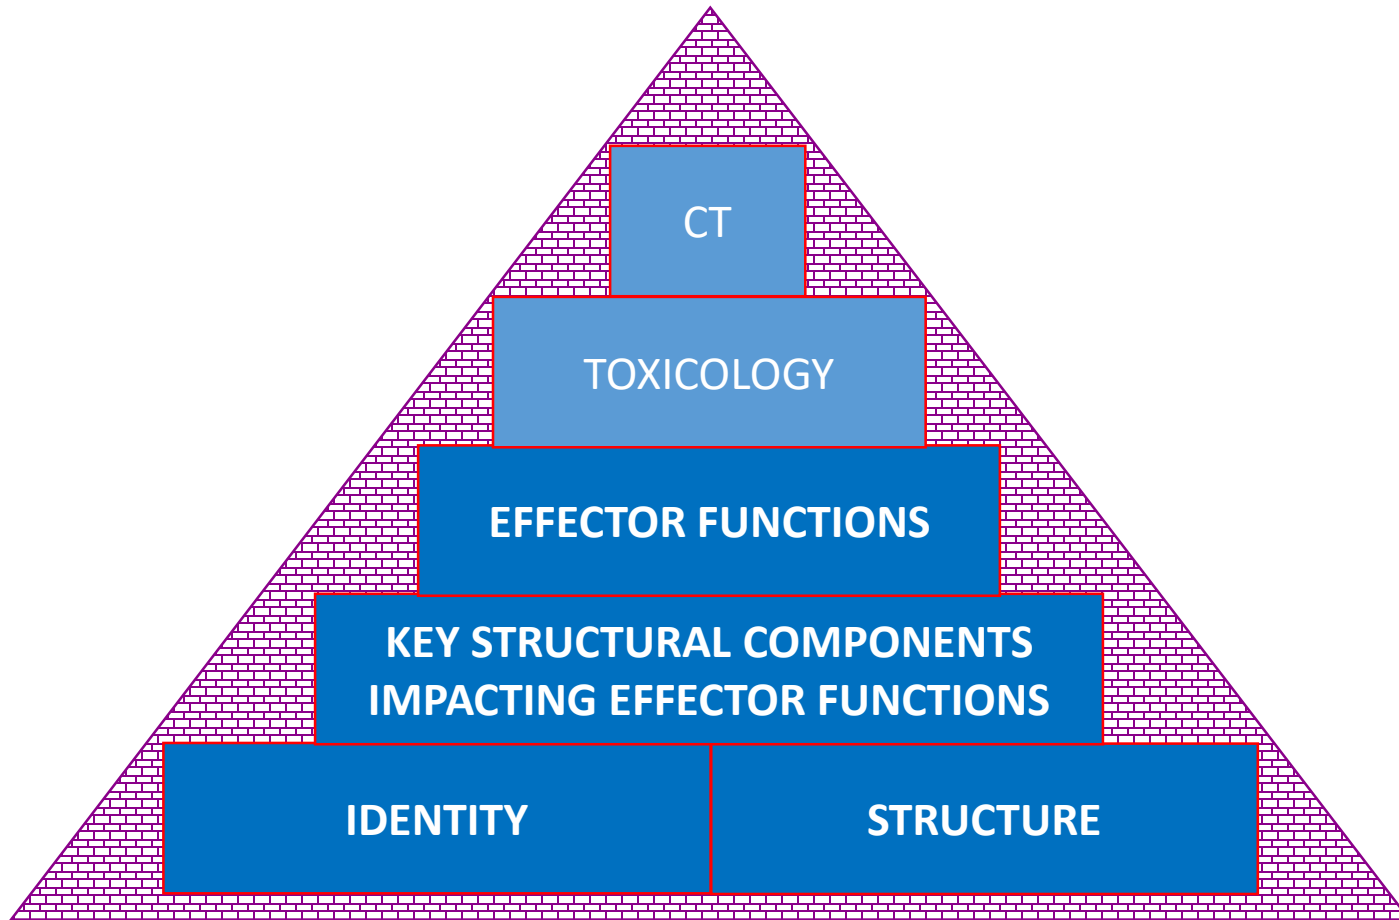 CT
TOXICOLOGY
EFFECTOR FUNCTIONS
KEY STRUCTURAL COMPONENTS
IMPACTING EFFECTOR FUNCTIONS
IDENTITY
STRUCTURE